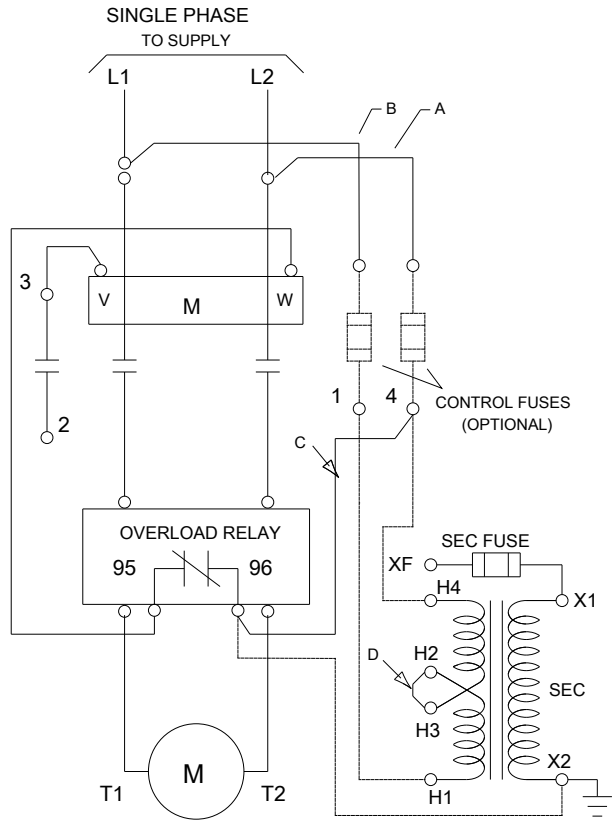 SINGLE PHASE
TO SUPPLY
L1 L2
B A
3
V M W
2
1 4
CONTROL FUSES
(OPTIONAL)
C
OVERLOAD RELAY
95 96
SEC FUSE
XF
H4 X1
D H2
SEC
H3
X2
M
T1 T2 H1